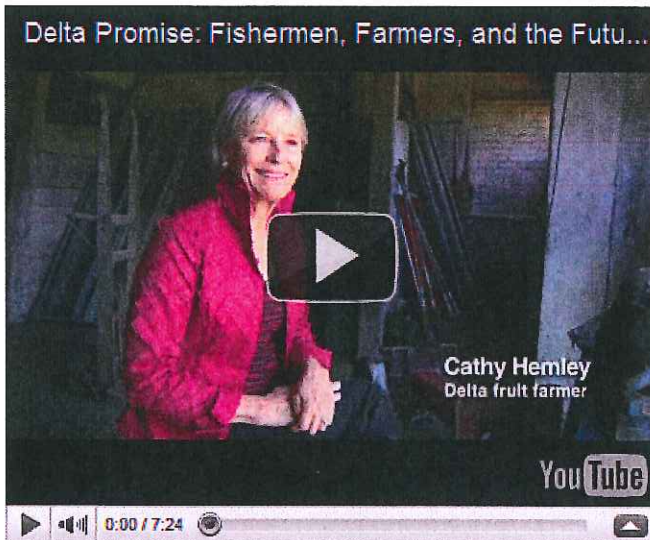 Delta Promise: Fishermen, Farmers, and the Futu...
Cathy Hemley
Delta fruit farmer
YouTube
0:00 / 7:24